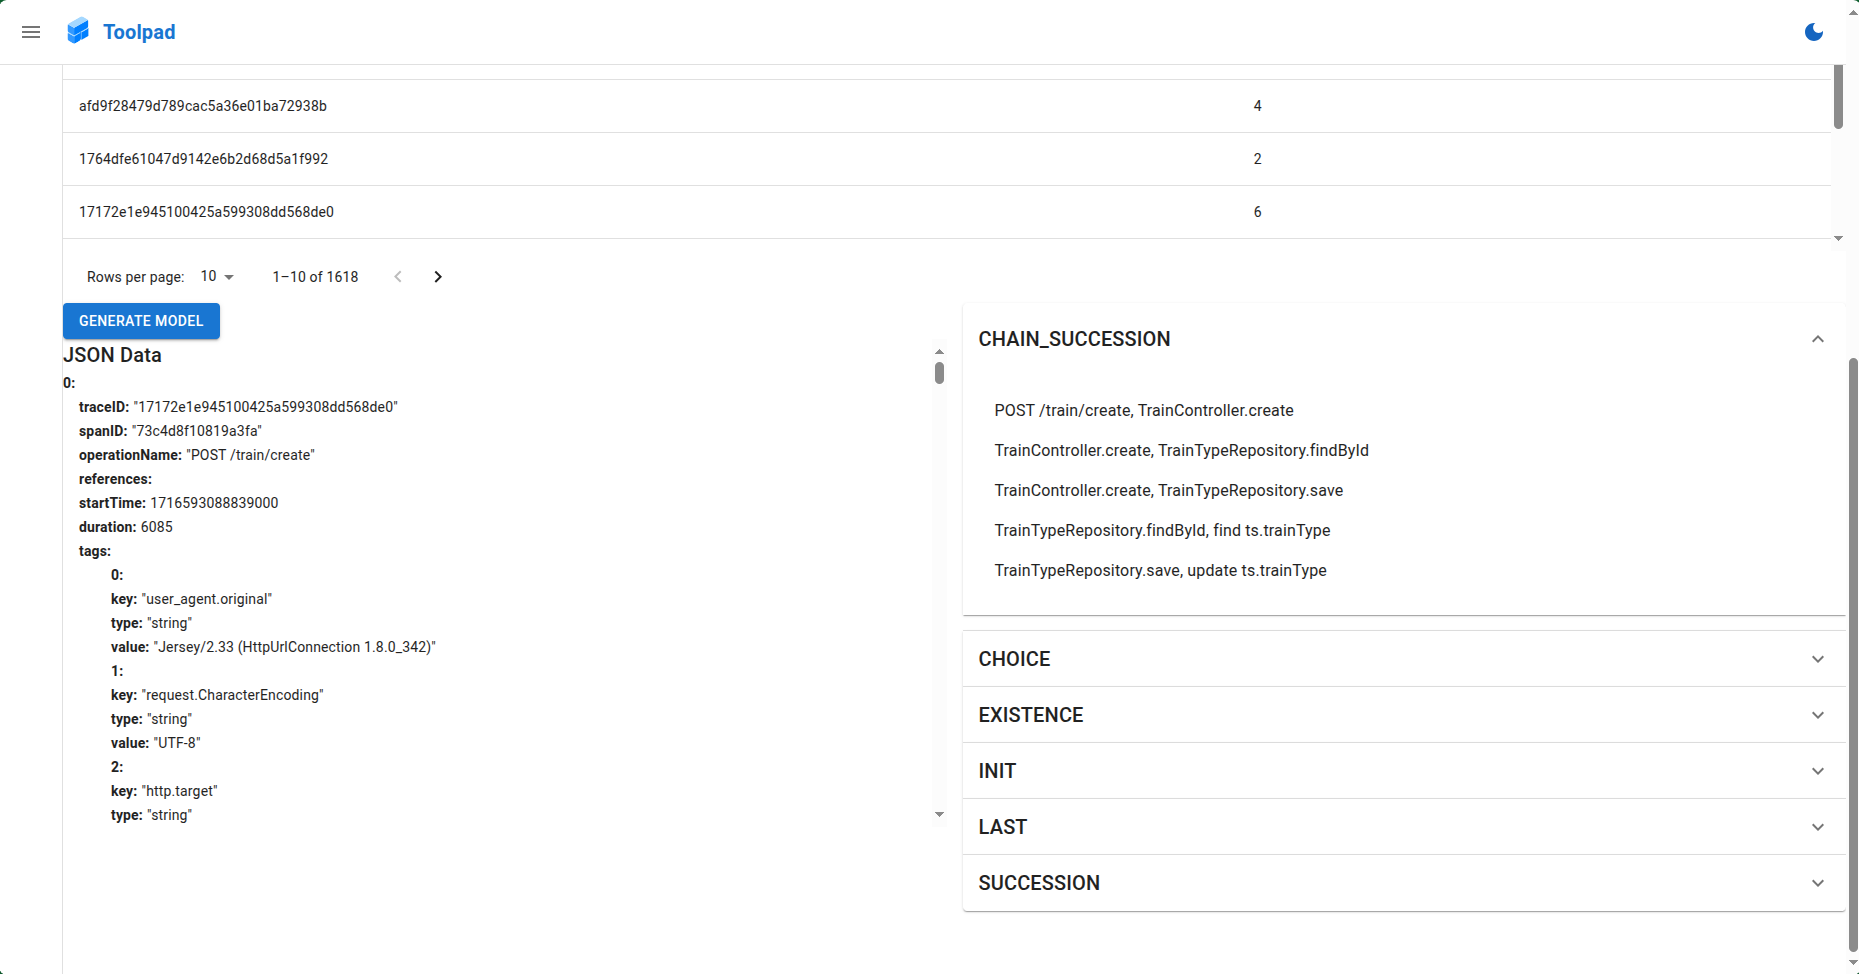 Toolpad
afd9f28479d789cac5a36e01ba72938b 4
1764dfe61047d9142e6b2d68d5a1f992 2
17172e1e945100425a599308dd568de0 6
Rows per page: 10 1–10 of 1618
GENERATE MODEL
JSON Data
0:
traceID: "17172e1e945100425a599308dd568de0"
spanID: "73c4d8f10819a3fa"
operationName: "POST /train/create"
references:
startTime: 1716593088839000
duration: 6085
tags:
0:
key: "user_agent.original"
type: "string"
value: "Jersey/2.33 (HttpUrlConnection 1.8.0_342)"
1:
key: "request.CharacterEncoding"
type: "string"
value: "UTF-8"
2:
key: "http.target"
type: "string"
CHAIN_SUCCESSION
POST /train/create, TrainController.create
TrainController.create, TrainTypeRepository.findById
TrainController.create, TrainTypeRepository.save
TrainTypeRepository.findById, find ts.trainType
TrainTypeRepository.save, update ts.trainType
CHOICE
EXISTENCE
INIT
LAST
SUCCESSION